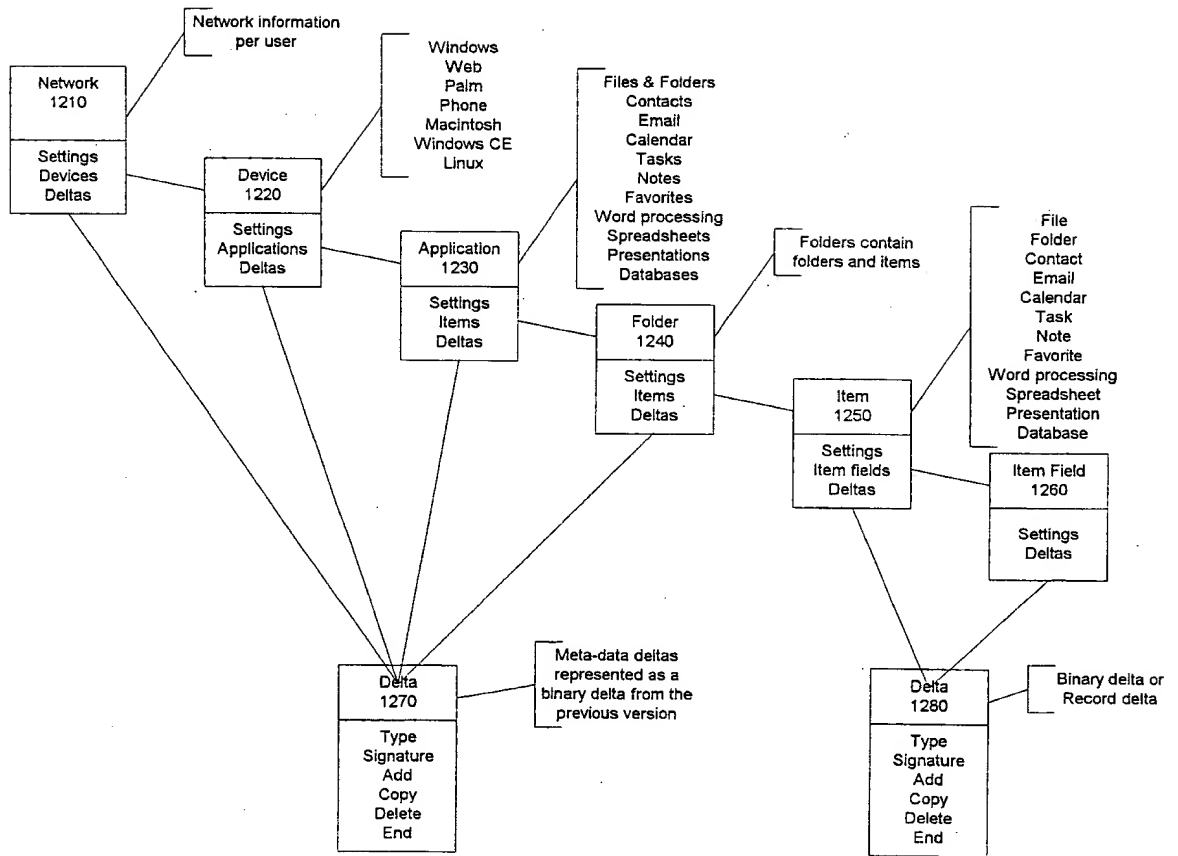 Network information
per user
Network
1210
Settings
Devices
Deltas
Windows
Web
Palm
Phone
Macintosh
Windows CE
Linux
Device
1220
Settings
Applications
Deltas
Files & Folders
Contacts
Email
Calendar
Tasks
Notes
Favorites
Word processing
Spreadsheets
Presentations
Databases
Application
1230
Settings
Items
Deltas
Folders contain
folders and items
Folder
1240
Settings
Items
Deltas
File
Folder
Contact
Email
Calendar
Task
Note
Favorite
Word processing
Spreadsheet
Presentation
Database
Item
1250
Settings
Item fields
Deltas
Item Field
1260
Settings
Deltas
Delta
1270
Type
Signature
Add
Copy
Delete
End
Meta-data deltas
represented as a
binary delta from the
previous version
Delta
1280
Type
Signature
Add
Copy
Delete
End
Binary delta or
Record delta